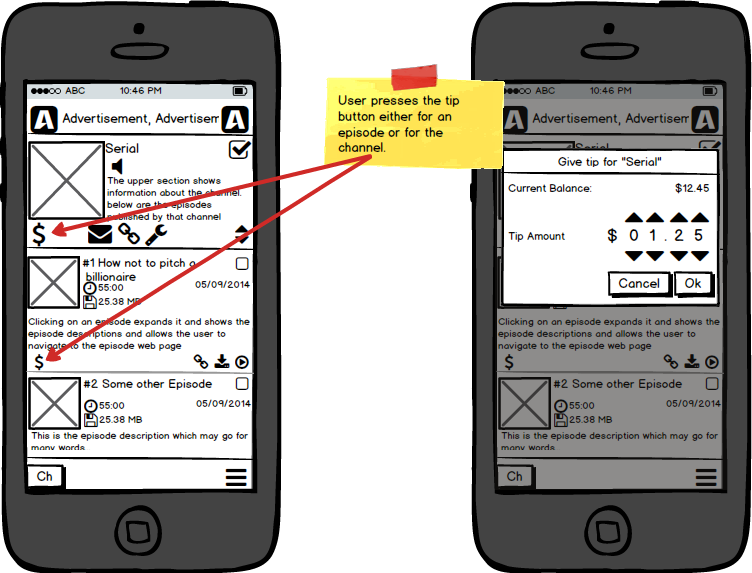 ABC 10:46 PM
A Advertisement, Advertisem A
Serial
The upper section shows
information about the channel.
below are the episodes
published by that channel
$
#1 How not to pitch a
billionaire
55:00 05/09/2014
25.38 MB
Clicking on an episode expands it and shows the
episode descriptions and allows the user to
navigate to the episode web page
$
#2 Some other Episode
55:00 05/09/2014
25.38 MB
This is the episode description which may go for
many words
Ch
User presses the tip
button either for an
episode or for the
channel.
ABC 10:46 PM
A Advertisement, Advertisem A
Serial
Give tip for "Serial"
Current Balance: $12.45
Tip Amount $ 0 1 . 2 5
Cancel Ok
Clicking on an episode expands it and shows the
episode descriptions and allows the user to
navigate to the episode web page
$
#2 Some other Episode
55:00 05/09/2014
25.38 MB
This is the episode description which may go for
many words
Ch